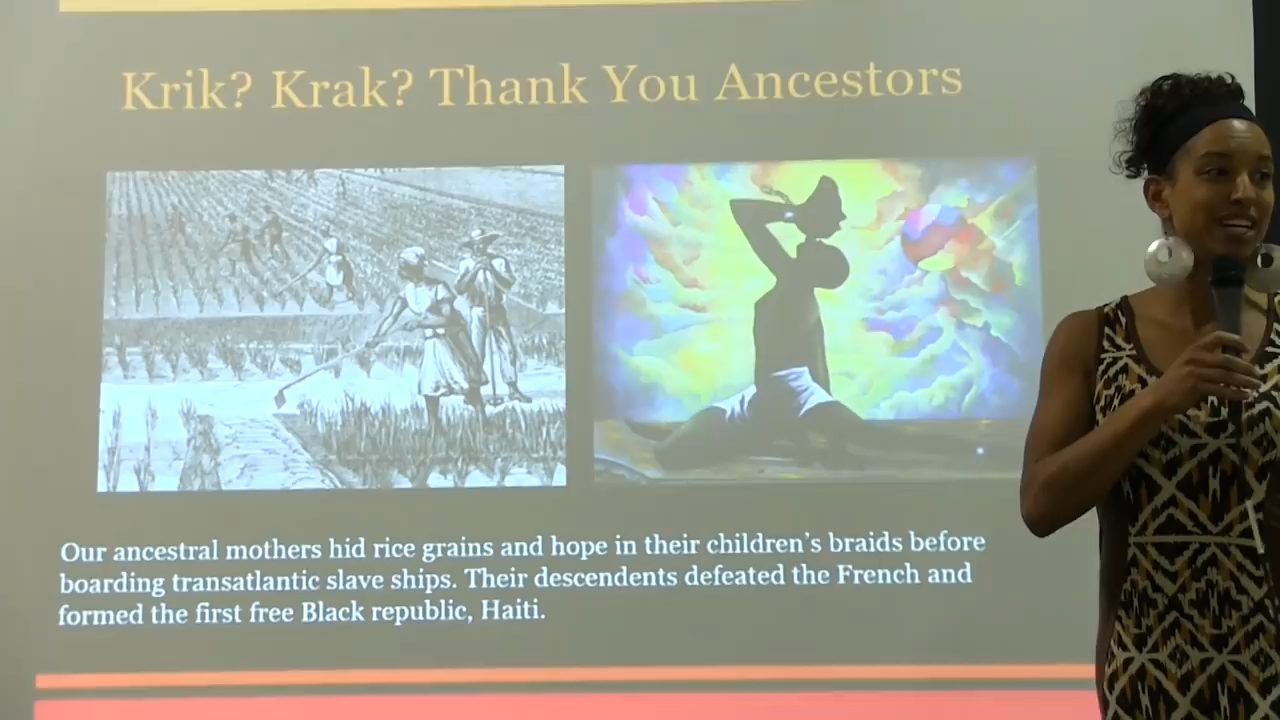 Krik? Krak? Thank You Ancestors
Our ancestral mothers hid rice grains and hope in their children's braids before
boarding transatlantic slave ships. Their descendents defeated the French and
formed the first free Black republic, Haiti.